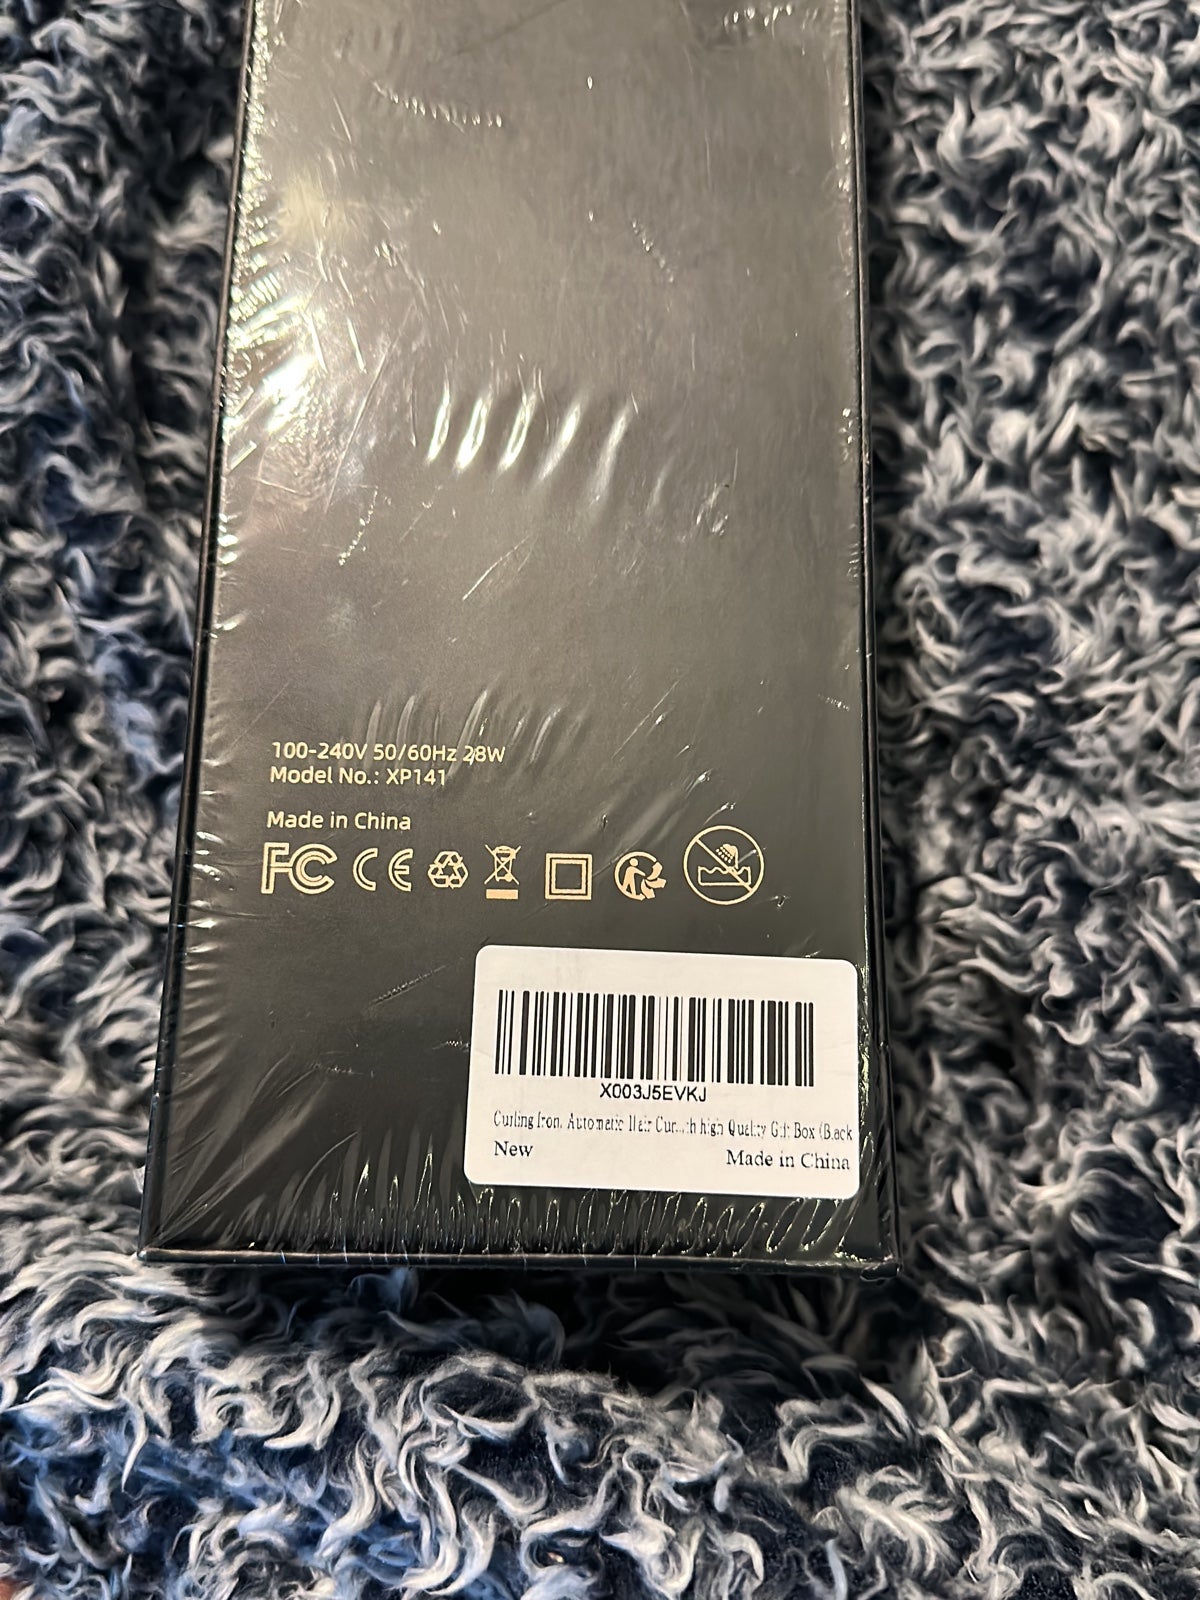 100-240V 50/60Hz 28W
Model No.: XP141
Made in China
FC CE
X003J5EVKJ
Curling Iron, Automatic Hair Cur...th high Quality Gift Box (Black
New
Made in China